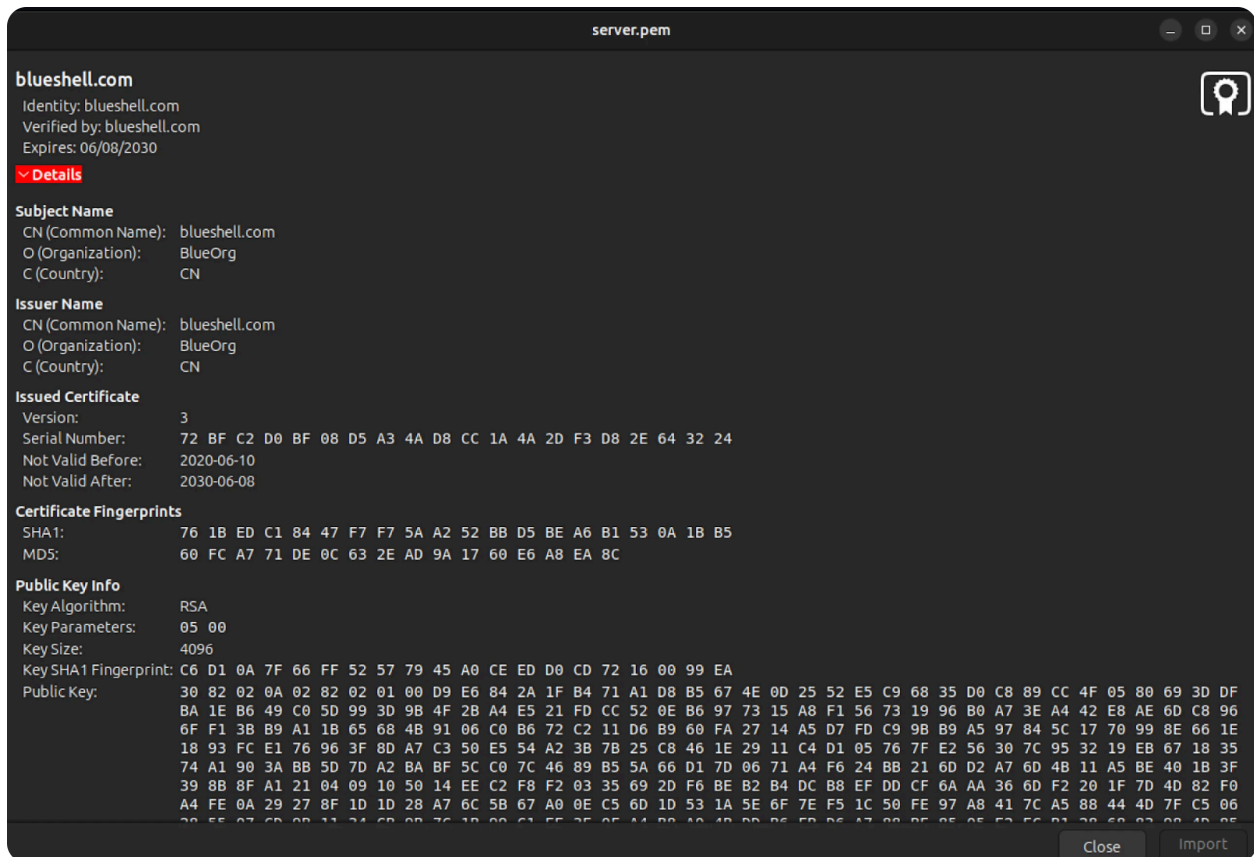 server.pem
blueshell.com
Identity: blueshell.com
Verified by: blueshell.com
Expires: 06/08/2030
Details
Subject Name
CN (Common Name): blueshell.com
O (Organization): BlueOrg
C (Country): CN
Issuer Name
CN (Common Name): blueshell.com
O (Organization): BlueOrg
C (Country): CN
Issued Certificate
Version: 3
Serial Number: 72 BF C2 D0 BF 08 D5 A3 4A D8 CC 1A 4A 2D F3 D8 2E 64 32 24
Not Valid Before: 2020-06-10
Not Valid After: 2030-06-08
Certificate Fingerprints
SHA1: 76 1B ED C1 84 47 F7 F7 5A A2 52 BB D5 BE A6 B1 53 0A 1B B5
MD5: 60 FC A7 71 DE 0C 63 2E AD 9A 17 60 E6 A8 EA 8C
Public Key Info
Key Algorithm: RSA
Key Parameters: 05 00
Key Size: 4096
Key SHA1 Fingerprint: C6 D1 0A 7F 66 FF 52 57 79 45 A0 CE ED D0 CD 72 16 00 99 EA
Public Key: 30 82 02 0A 02 82 02 01 00 D9 E6 84 2A 1F B4 71 A1 D8 B5 67 4E 0D 25 52 E5 C9 68 35 D0 C8 89 CC 4F 05 80 69 3D DF
BA 1E B6 49 C0 5D 99 3D 9B 4F 2B A4 E5 21 FD CC 52 0E B6 97 73 15 A8 F1 56 73 19 96 B0 A7 3E A4 42 E8 AE 6D C8 96
6F F1 3B B9 A1 1B 65 68 4B 91 06 C0 B6 72 C2 11 D6 B9 60 FA 27 14 A5 D7 FD C9 9B B9 A5 97 84 5C 17 70 99 8E 66 1E
18 93 FC E1 76 96 3F 8D A7 C3 50 E5 54 A2 3B 7B 25 C8 46 1E 29 11 C4 D1 05 76 7F E2 56 30 7C 95 32 19 EB 67 18 35
74 A1 90 3A BB 5D 7D A2 BA BF 5C C0 7C 46 89 B5 5A 66 D1 7D 06 71 A4 F6 24 BB 21 6D D2 A7 6D 4B 11 A5 BE 40 1B 3F
39 8B 8F A1 21 04 09 10 50 14 EE C2 F8 F2 03 35 69 2D F6 BE B2 B4 DC B8 EF DD CF 6A AA 36 6D F2 20 1F 7D 4D 82 F0
A4 FE 0A 29 27 8F 1D 1D 28 A7 6C 5B 67 A0 0E C5 6D 1D 53 1A 5E 6F 7E F5 1C 50 FE 97 A8 41 7C A5 88 44 4D 7F C5 06
Close
Import